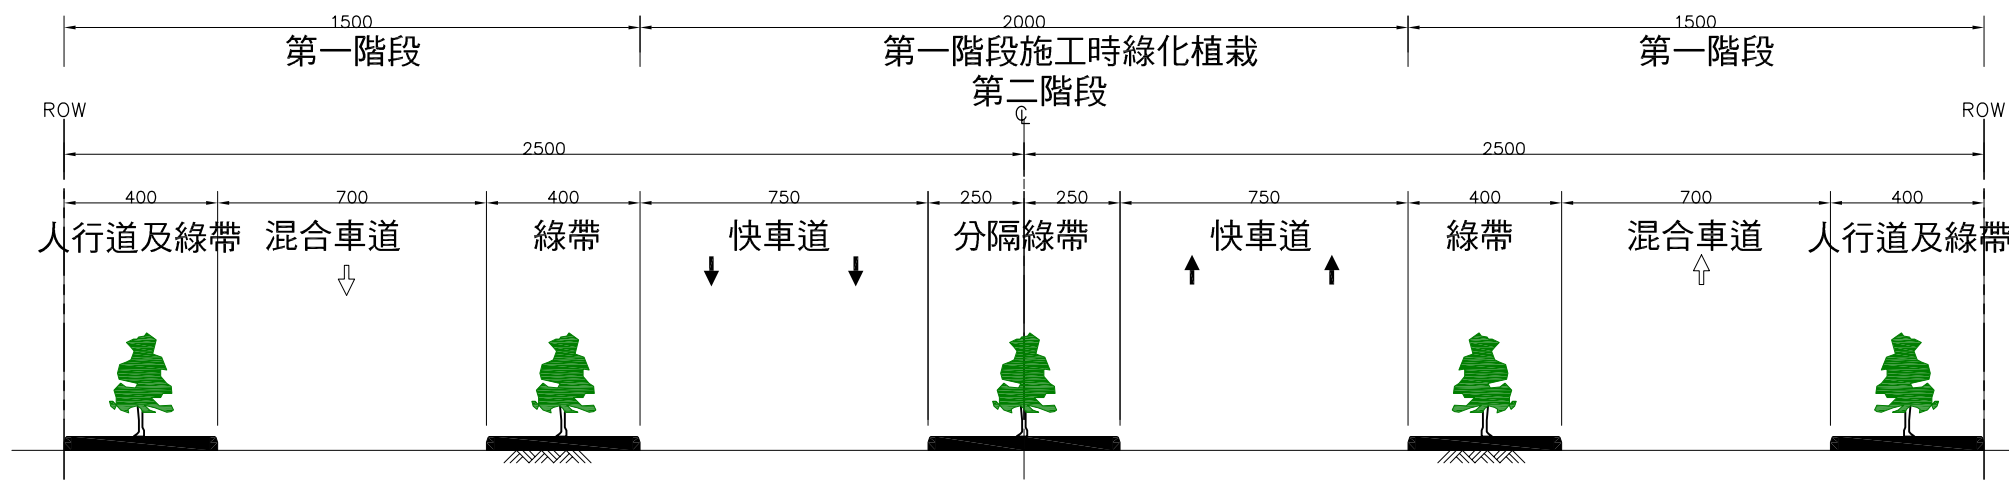 1500 2000 1500
第一階段 第一階段施工時綠化植栽 第一階段
第二階段
ROW ℄ ROW
2500 2500
400 700 400 750 250 250 750 400 700 400
人行道及綠帶 混合車道 綠帶 快車道 分隔綠帶 快車道 綠帶 混合車道 人行道及綠帶